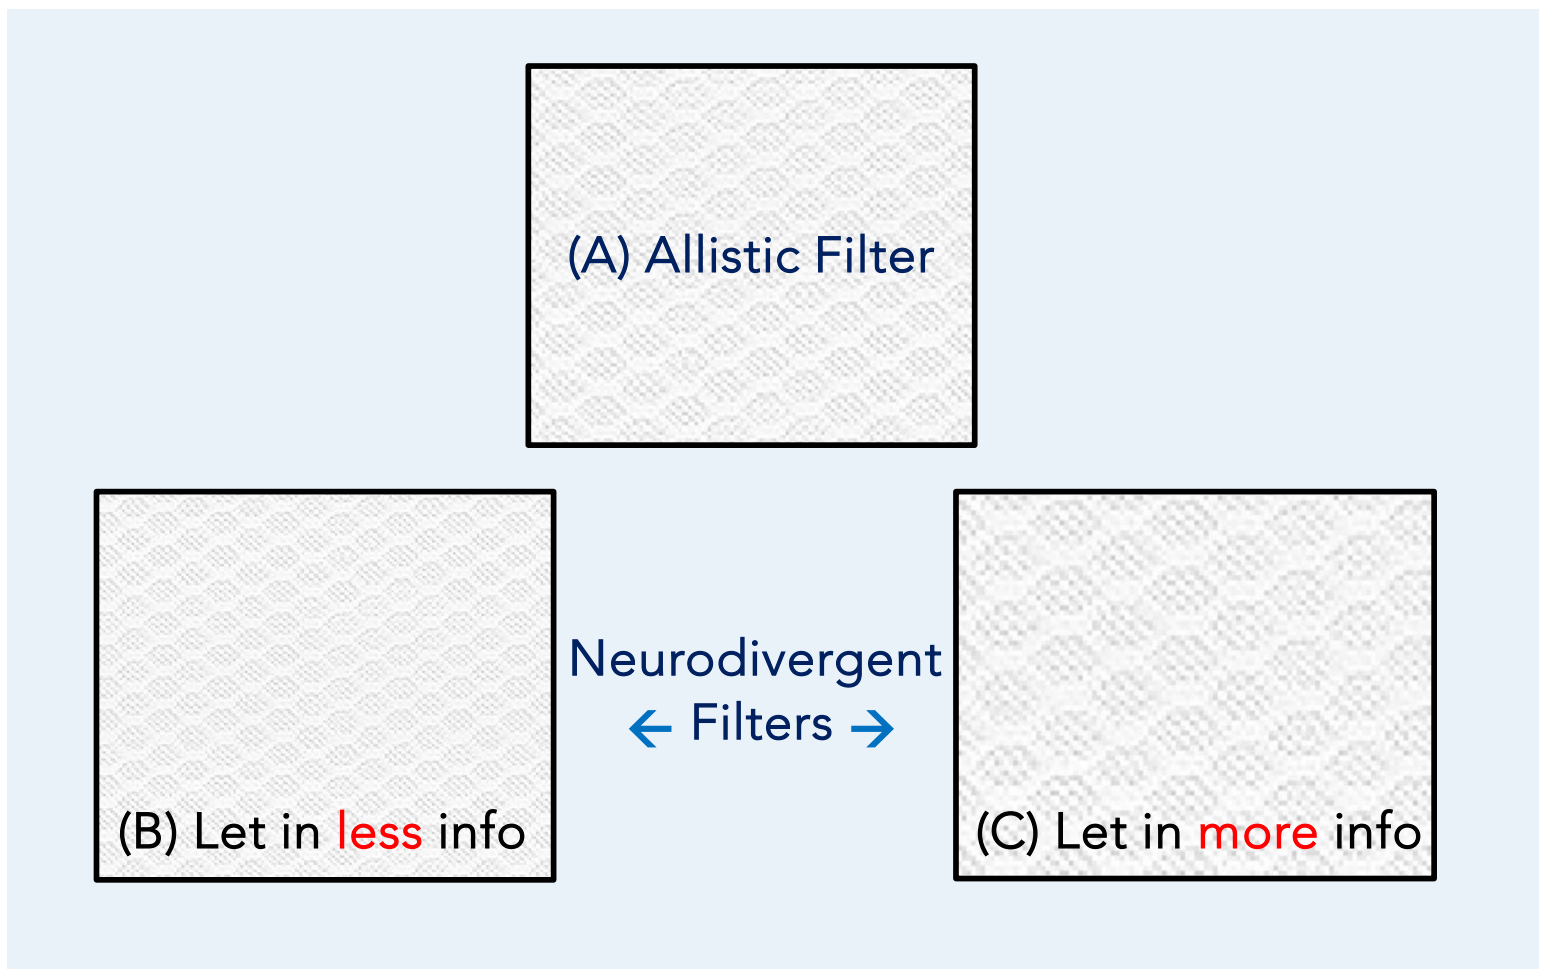 (A) Allistic Filter
Neurodivergent
← Filters →
(B) Let in less info
(C) Let in more info